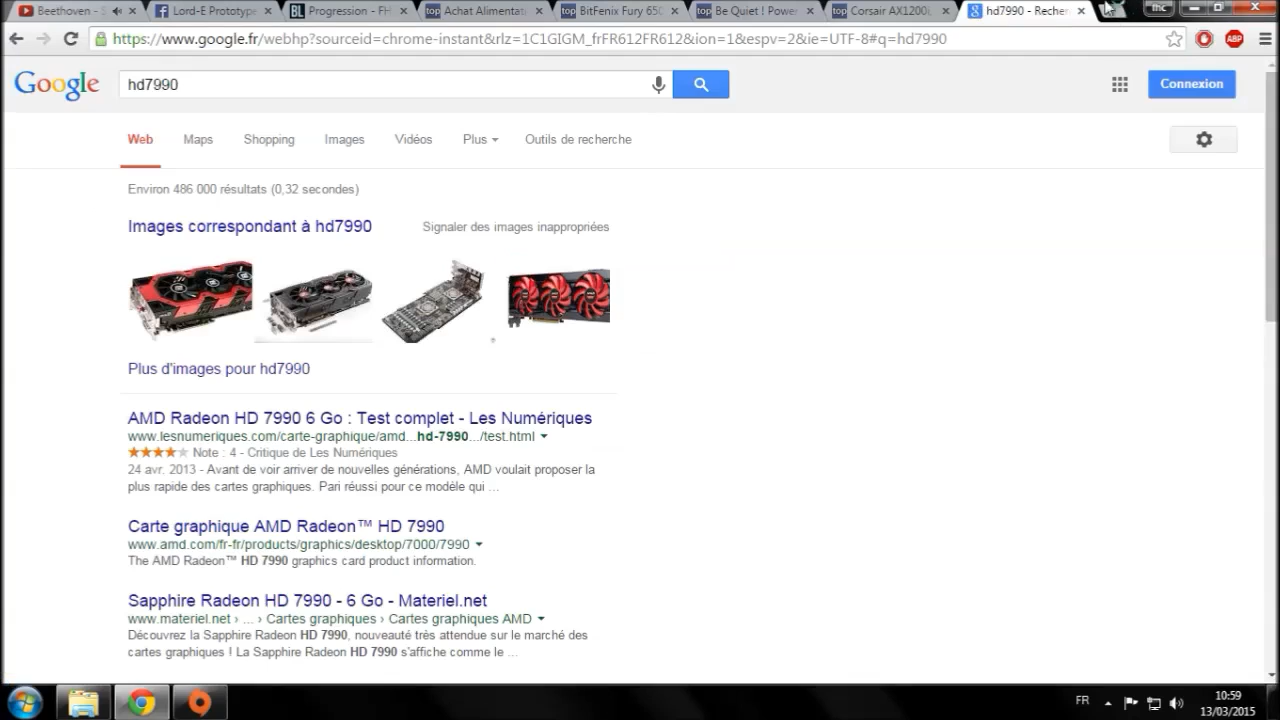 Beethoven - S
Lord-E Prototype
Progression - FH
top Achat Alimentat
top BitFenix Fury 650
top Be Quiet ! Power
top Corsair AX1200i
hd7990 - Recher
mc
https://www.google.fr/webhp?sourceid=chrome-instant&rlz=1C1GIGM_frFR612FR612&ion=1&espv=2&ie=UTF-8#q=hd7990
ABP
Google
hd7990
Connexion
Web Maps Shopping Images Vidéos Plus Outils de recherche
Environ 486 000 résultats (0,32 secondes)
Images correspondant à hd7990 Signaler des images inappropriées
Plus d'images pour hd7990
AMD Radeon HD 7990 6 Go : Test complet - Les Numériques
www.lesnumeriques.com/carte-graphique/amd...hd-7990.../test.html
Note : 4 - Critique de Les Numériques
24 avr. 2013 - Avant de voir arriver de nouvelles générations, AMD voulait proposer la
plus rapide des cartes graphiques. Pari réussi pour ce modèle qui ...
Carte graphique AMD Radeon™ HD 7990
www.amd.com/fr-fr/products/graphics/desktop/7000/7990
The AMD Radeon™ HD 7990 graphics card product information.
Sapphire Radeon HD 7990 - 6 Go - Materiel.net
www.materiel.net › ... › Cartes graphiques › Cartes graphiques AMD
Découvrez la Sapphire Radeon HD 7990, nouveauté très attendue sur le marché des
cartes graphiques ! La Sapphire Radeon HD 7990 s'affiche comme le ...
FR
10:59
13/03/2015